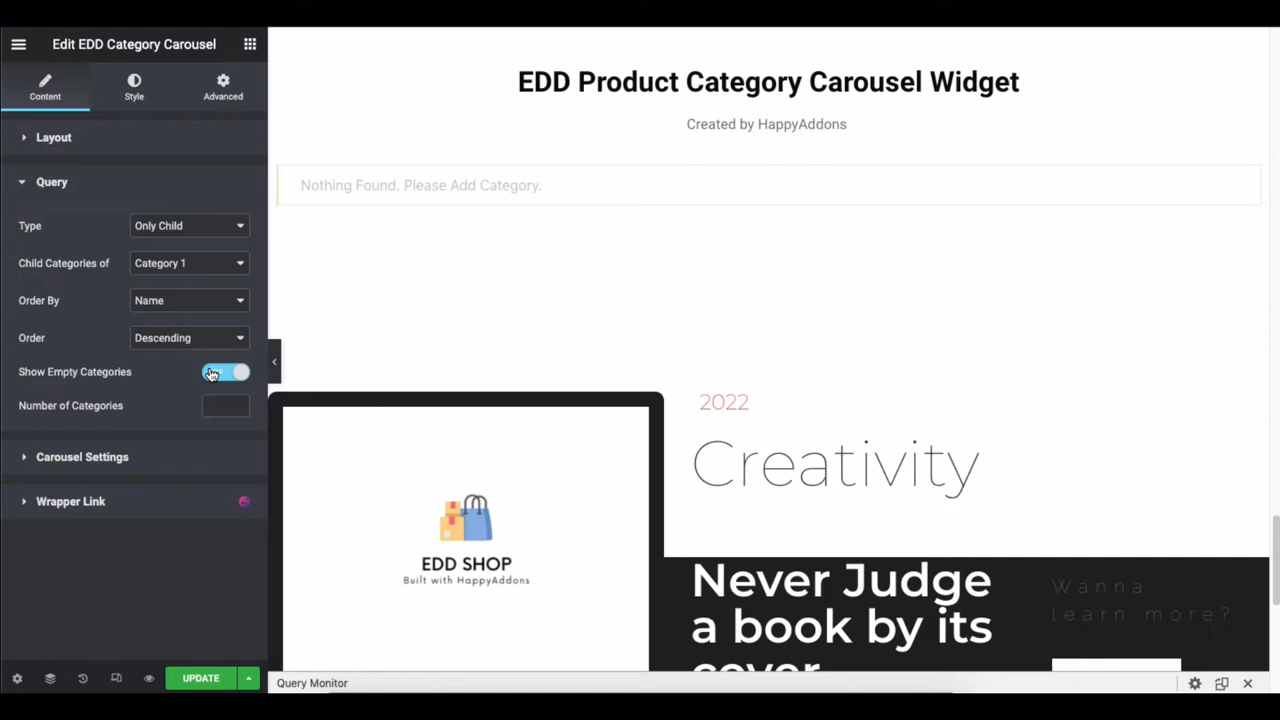 Edit EDD Category Carousel
Content
Style
Advanced
Layout
Query
Type
Only Child
Child Categories of
Category 1
Order By
Name
Order
Descending
Show Empty Categories
Number of Categories
Carousel Settings
Wrapper Link
UPDATE
EDD Product Category Carousel Widget
Created by HappyAddons
Nothing Found. Please Add Category.
2022
Creativity
EDD SHOP
Built with HappyAddons
Never Judge
a book by its
cover
Wanna
learn more?
Query Monitor